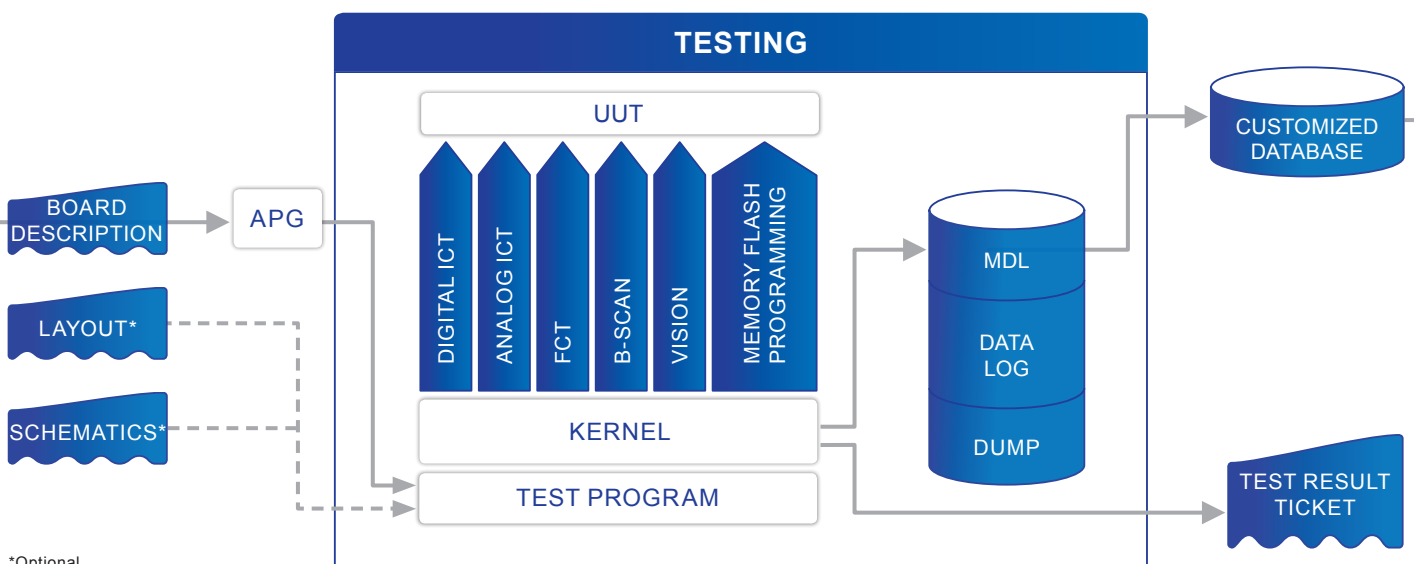 TESTING
UUT
CUSTOMIZED
DATABASE
BOARD
DESCRIPTION
APG
DIGITAL ICT
ANALOG ICT
FCT
B-SCAN
VISION
MEMORY FLASH
PROGRAMMING
MDL
LAYOUT*
DATA
LOG
SCHEMATICS*
KERNEL
DUMP
TEST PROGRAM
TEST RESULT
TICKET
*Optional